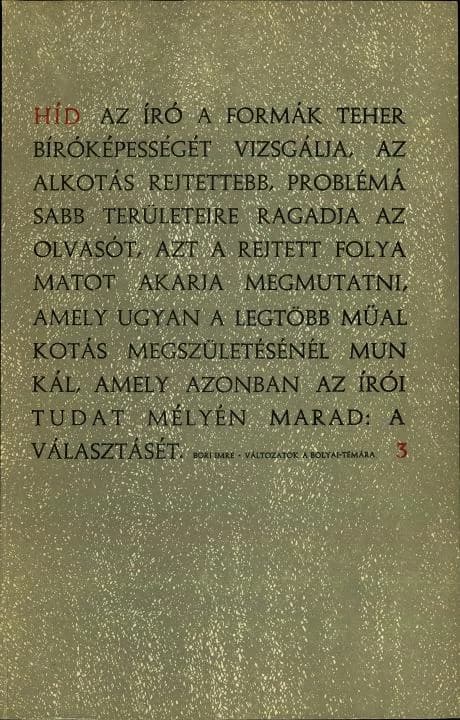 HÍD AZ ÍRÓ A FORMÁK TEHER
BÍRÓKÉPESSÉGÉT VIZSGÁLJA, AZ
ALKOTÁS REJTETTEBB, PROBLÉMÁ
SABB TERÜLETEIRE RAGADJA AZ
OLVASÓT, AZT A REJTETT FOLYA
MATOT AKARJA MEGMUTATNI,
AMELY UGYAN A LEGTÖBB MŰAL
KOTÁS MEGSZÜLETÉSÉNÉL MUN
KÁL, AMELY AZONBAN AZ ÍRÓI
TUDAT MÉLYÉN MARAD: A
VÁLASZTÁSÉT. BORI IMRE • VÁLTOZATOK A BOLYAI-TÉMÁRA 3